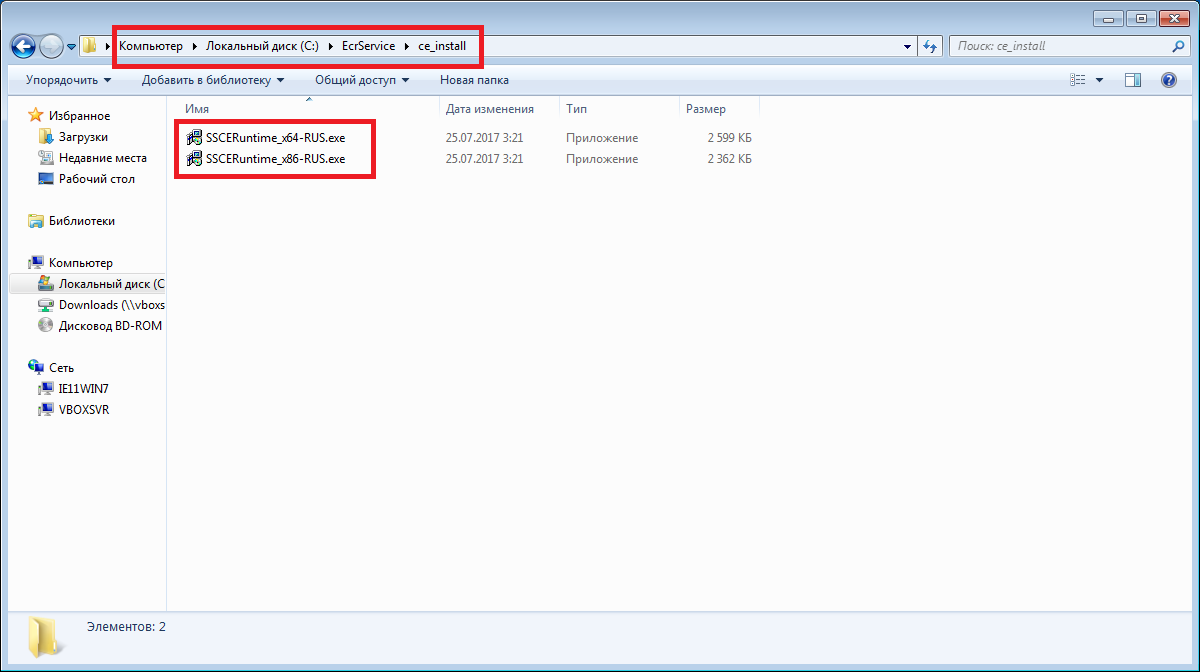 Компьютер Локальный диск (C:) EcrService ce_install Поиск: ce_install
Упорядочить Добавить в библиотеку Общий доступ Новая папка
Имя Дата изменения Тип Размер
SSCERuntime_x64-RUS.exe 25.07.2017 3:21 Приложение 2 599 КБ
SSCERuntime_x86-RUS.exe 25.07.2017 3:21 Приложение 2 362 КБ
Избранное
Загрузки
Недавние места
Рабочий стол
Библиотеки
Компьютер
Локальный диск (C
Downloads (\\vboxs
Дисковод BD-ROM
Сеть
IE11WIN7
VBOXSVR
Элементов: 2